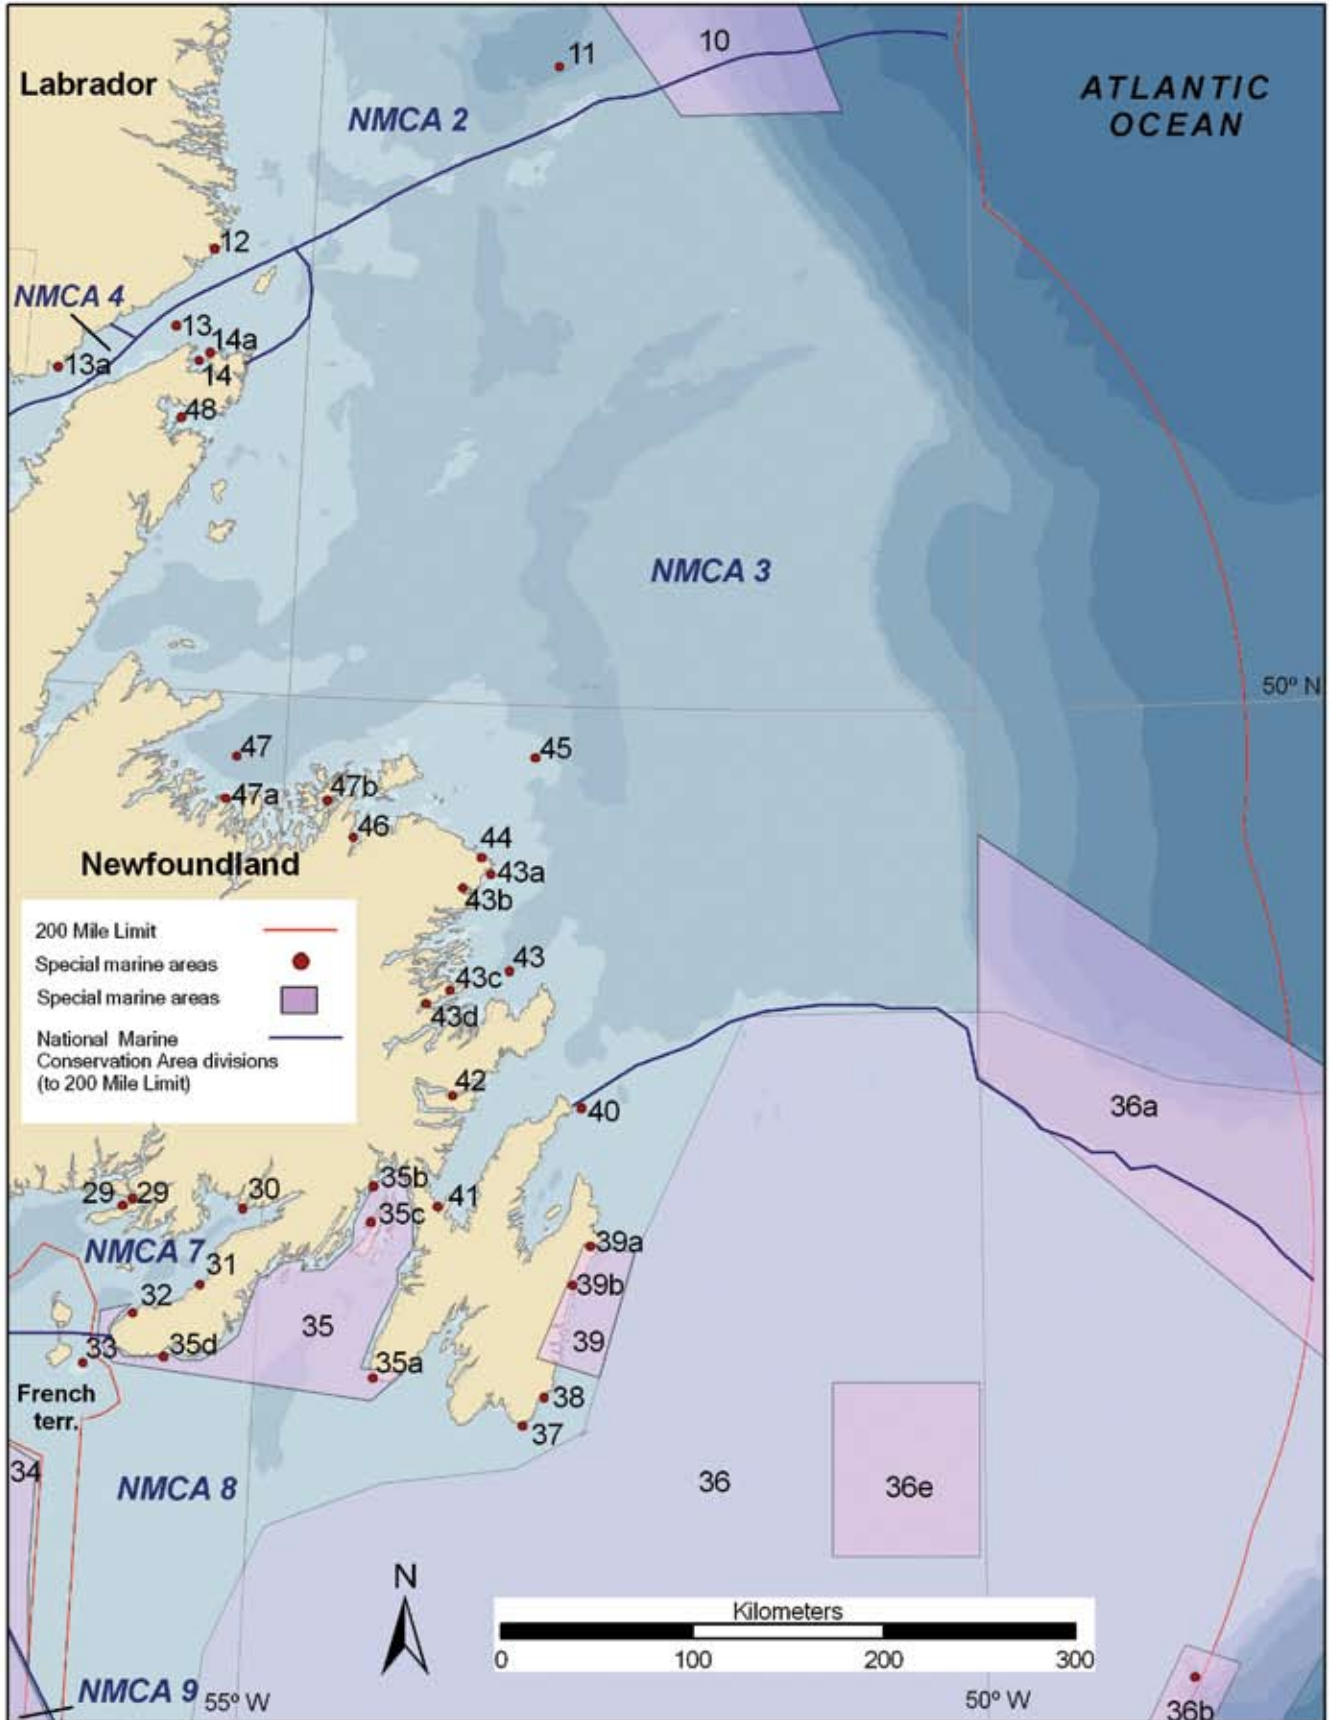 10
11
Labrador
ATLANTIC
OCEAN
NMCA 2
12
NMCA 4
13
14a
13a
14
48
NMCA 3
50º N
47
45
47a
47b
46
44
Newfoundland
43a
43b
200 Mile Limit
Special marine areas
Special marine areas
National Marine
Conservation Area divisions
(to 200 Mile Limit)
43
43c
43d
42
40
36a
35b
29
29
30
41
35c
39a
NMCA 7
31
39b
32
35
39
33
35d
35a
French
terr.
38
37
34
NMCA 8
36
36e
N
Kilometers
0 100 200 300
NMCA 9
55º W
50º W
36b